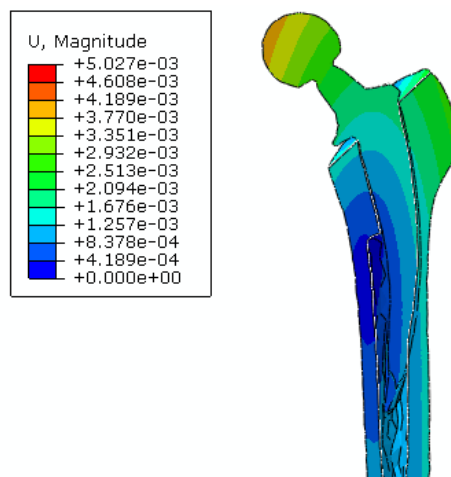 U, Magnitude
+5.027e-03
+4.608e-03
+4.189e-03
+3.770e-03
+3.351e-03
+2.932e-03
+2.513e-03
+2.094e-03
+1.676e-03
+1.257e-03
+8.378e-04
+4.189e-04
+0.000e+00